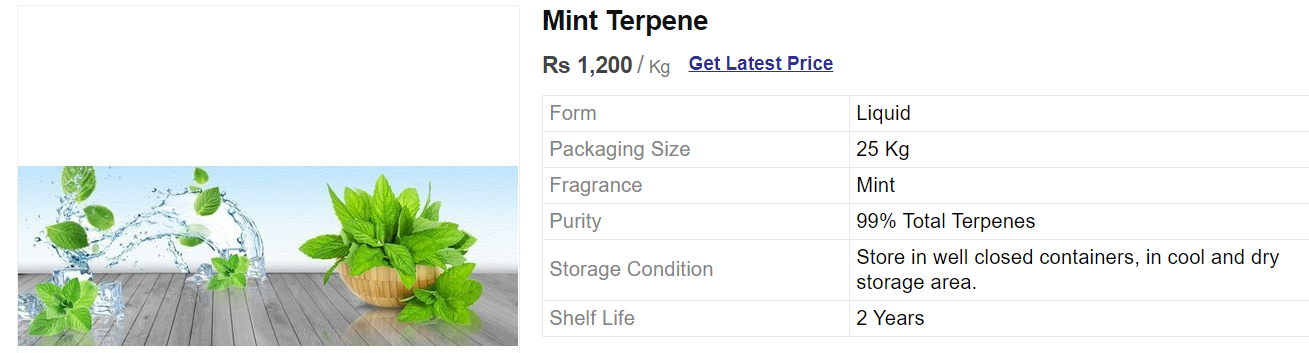 Mint Terpene
Rs 1,200 / Kg Get Latest Price
Form Liquid
Packaging Size 25 Kg
Fragrance Mint
Purity 99% Total Terpenes
Storage Condition Store in well closed containers, in cool and dry
storage area.
Shelf Life 2 Years